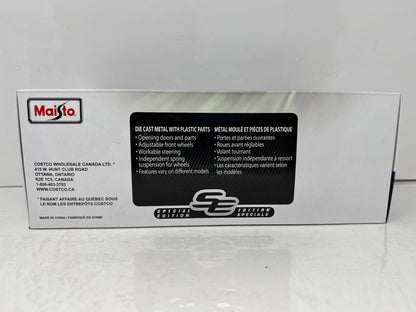 Maisto
DIE CAST METAL WITH PLASTIC PARTS
• Opening doors and parts
• Adjustable front wheels
• Workable steering
• Independent spring
suspension for wheels
• Features vary on different models
MÉTAL MOULÉ ET PIÈCES DE PLASTIQUE
• Portes et parties ouvrantes
• Roues avant réglables
• Volant tournant
• Suspension indépendante à ressort
• Les caractéristiques varient selon
les modèles
COSTCO WHOLESALE CANADA LTD. *
415 W. HUNT CLUB ROAD
OTTAWA, ONTARIO
K2E 1C5, CANADA
1-800-463-3783
WWW.COSTCO.CA
* FAISANT AFFAIRE AU QUÉBEC SOUS
LE NOM LES ENTREPÔTS COSTCO
MADE IN CHINA / FABRIQUÉ EN CHINE
SE
SPECIAL EDITION
EDITION SPÉCIALE